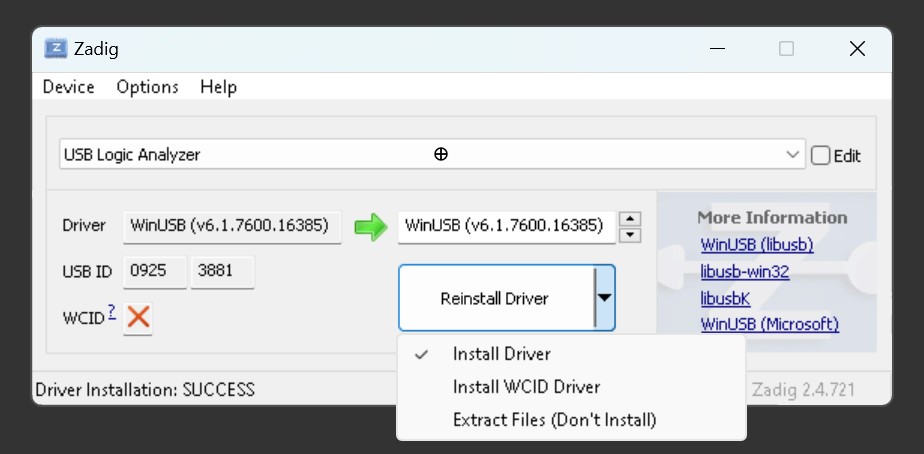 Zadig
Device Options Help
USB Logic Analyzer Edit
Driver WinUSB (v6.1.7600.16385) WinUSB (v6.1.7600.16385) More Information
WinUSB (libusb)
USB ID 0925 3881 libusb-win32
Reinstall Driver libusbK
WCID ? WinUSB (Microsoft)
Install Driver
Driver Installation: SUCCESS Install WCID Driver Zadig 2.4.721
Extract Files (Don't Install)